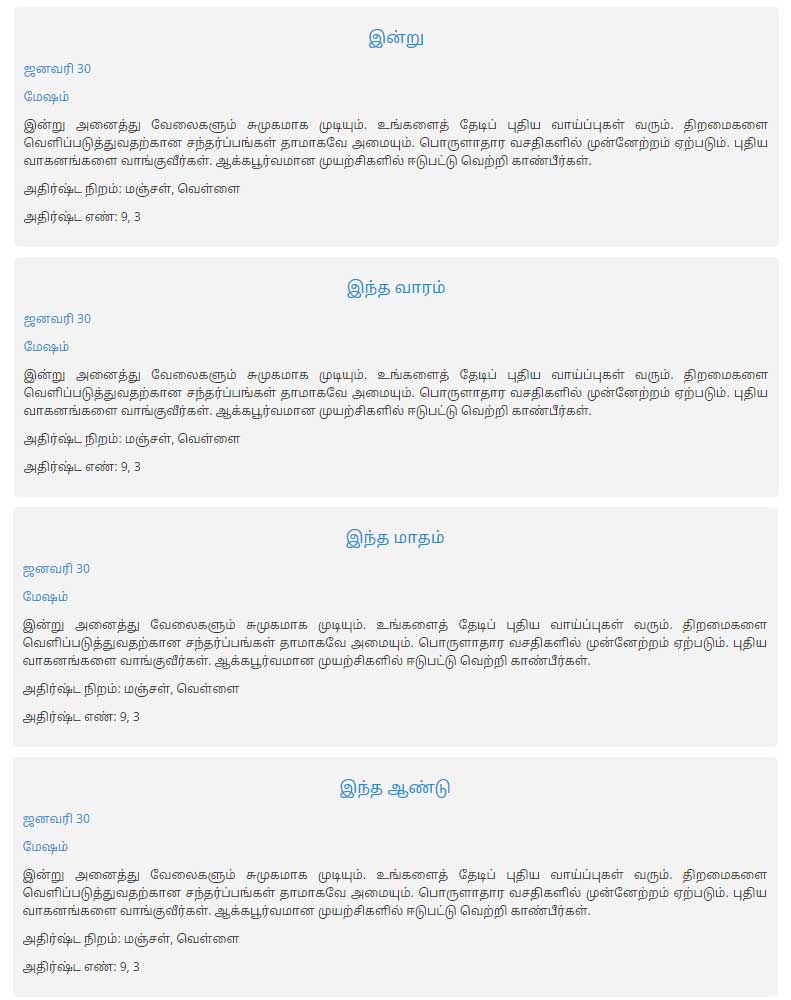 இன்று
ஜனவரி 30
மேஷம்
இன்று அனைத்து வேலைகளும் சுமுகமாக முடியும். உங்களைத் தேடிப் புதிய வாய்ப்புகள் வரும். திறமைகளை
வெளிப்படுத்துவதற்கான சந்தர்ப்பங்கள் தாமாகவே அமையும். பொருளாதார வசதிகளில் முன்னேற்றம் ஏற்படும். புதிய
வாகனங்களை வாங்குவீர்கள். ஆக்கபூர்வமான முயற்சிகளில் ஈடுபட்டு வெற்றி காண்பீர்கள்.
அதிர்ஷ்ட நிறம்: மஞ்சள், வெள்ளை
அதிர்ஷ்ட எண்: 9, 3
இந்த வாரம்
ஜனவரி 30
மேஷம்
இன்று அனைத்து வேலைகளும் சுமுகமாக முடியும். உங்களைத் தேடிப் புதிய வாய்ப்புகள் வரும். திறமைகளை
வெளிப்படுத்துவதற்கான சந்தர்ப்பங்கள் தாமாகவே அமையும். பொருளாதார வசதிகளில் முன்னேற்றம் ஏற்படும். புதிய
வாகனங்களை வாங்குவீர்கள். ஆக்கபூர்வமான முயற்சிகளில் ஈடுபட்டு வெற்றி காண்பீர்கள்.
அதிர்ஷ்ட நிறம்: மஞ்சள், வெள்ளை
அதிர்ஷ்ட எண்: 9, 3
இந்த மாதம்
ஜனவரி 30
மேஷம்
இன்று அனைத்து வேலைகளும் சுமுகமாக முடியும். உங்களைத் தேடிப் புதிய வாய்ப்புகள் வரும். திறமைகளை
வெளிப்படுத்துவதற்கான சந்தர்ப்பங்கள் தாமாகவே அமையும். பொருளாதார வசதிகளில் முன்னேற்றம் ஏற்படும். புதிய
வாகனங்களை வாங்குவீர்கள். ஆக்கபூர்வமான முயற்சிகளில் ஈடுபட்டு வெற்றி காண்பீர்கள்.
அதிர்ஷ்ட நிறம்: மஞ்சள், வெள்ளை
அதிர்ஷ்ட எண்: 9, 3
இந்த ஆண்டு
ஜனவரி 30
மேஷம்
இன்று அனைத்து வேலைகளும் சுமுகமாக முடியும். உங்களைத் தேடிப் புதிய வாய்ப்புகள் வரும். திறமைகளை
வெளிப்படுத்துவதற்கான சந்தர்ப்பங்கள் தாமாகவே அமையும். பொருளாதார வசதிகளில் முன்னேற்றம் ஏற்படும். புதிய
வாகனங்களை வாங்குவீர்கள். ஆக்கபூர்வமான முயற்சிகளில் ஈடுபட்டு வெற்றி காண்பீர்கள்.
அதிர்ஷ்ட நிறம்: மஞ்சள், வெள்ளை
அதிர்ஷ்ட எண்: 9, 3